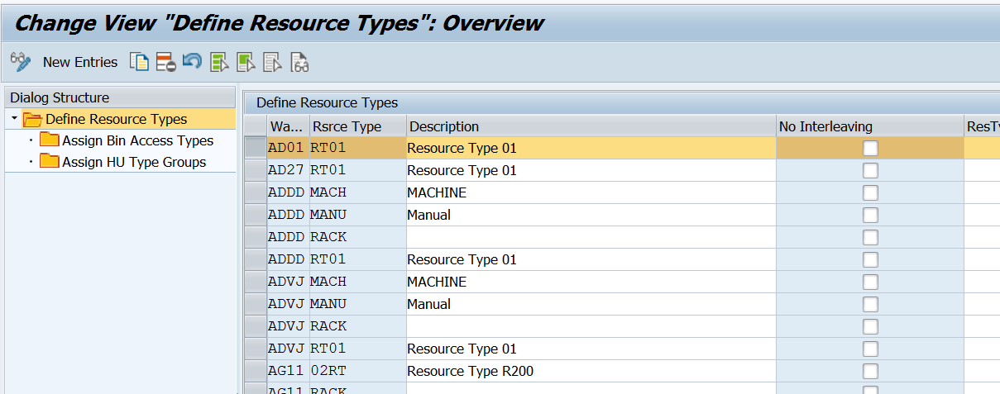 Change View "Define Resource Types": Overview
New Entries
Dialog Structure
Define Resource Types
Assign Bin Access Types
Assign HU Type Groups
Define Resource Types
Wa... Rsrce Type Description No Interleaving ResTy
AD01 RT01 Resource Type 01
AD27 RT01 Resource Type 01
ADDD MACH MACHINE
ADDD MANU Manual
ADDD RACK
ADDD RT01 Resource Type 01
ADVJ MACH MACHINE
ADVJ MANU Manual
ADVJ RACK
ADVJ RT01 Resource Type 01
AG11 02RT Resource Type R200
AG11 RACK